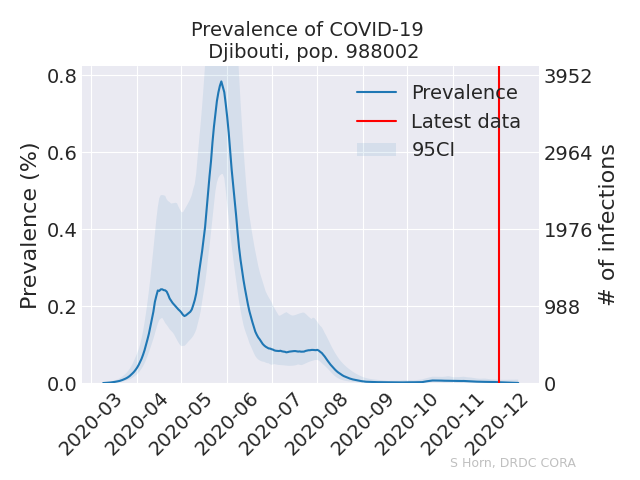 Prevalence of COVID-19
Djibouti, pop. 988002
Prevalence (%)
0.8
0.6
0.4
0.2
0.0
3952
2964
1976
988
0
# of infections
Prevalence
Latest data
95CI
2020-03
2020-04
2020-05
2020-06
2020-07
2020-08
2020-09
2020-10
2020-11
2020-12
S Horn, DRDC CORA